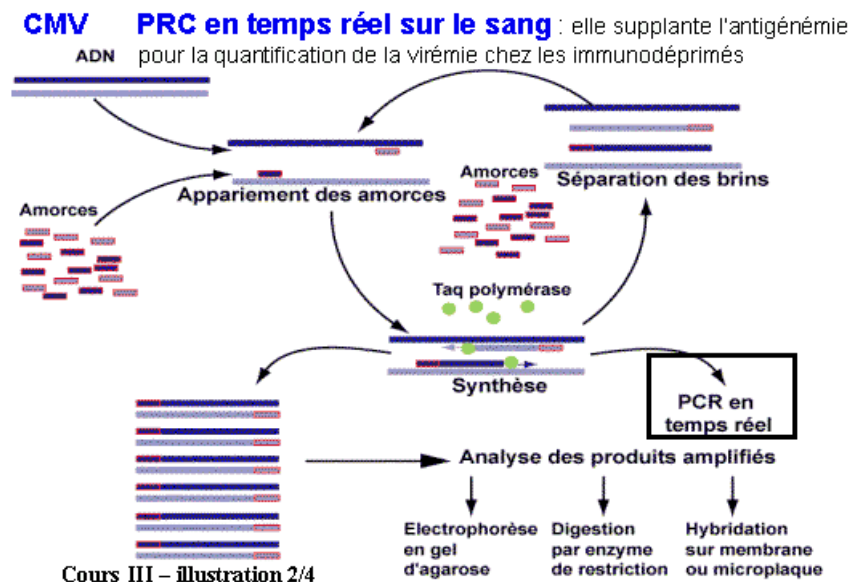 CMV PRC en temps réel sur le sang : elle supplante l'antigénémie
pour la quantification de la virémie chez les immunodéprimés
ADN
Amorces
Appariement des amorces
Amorces
Séparation des brins
Taq polymérase
Synthèse
PCR en
temps réel
Analyse des produits amplifiés
Electrophorèse
en gel
d'agarose
Digestion
par enzyme
de restriction
Hybridation
sur membrane
ou microplaque
Cours III – illustration 2/4